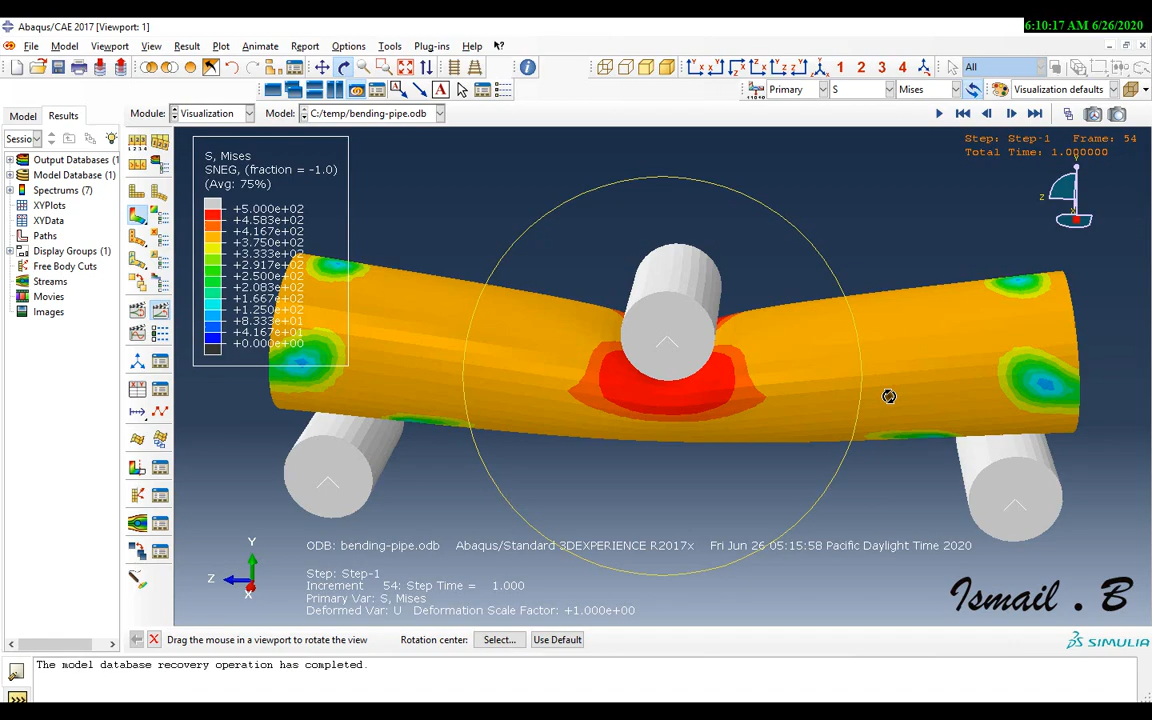 6:10:17 AM 6/26/2020
Abaqus/CAE 2017 [Viewport: 1]
File Model Viewport View Result Plot Animate Report Options Tools Plug-ins Help
1 2 3 4 All
A Primary S Mises Visualization defaults
Model Results Module: Visualization Model: C:/temp/bending-pipe.odb
Sessio
Output Databases (1
Model Database (1
Spectrums (7)
XYPlots
XYData
Paths
Display Groups (1)
Free Body Cuts
Streams
Movies
Images
S, Mises
SNEG, (fraction = -1.0)
(Avg: 75%)
+5.000e+02
+4.583e+02
+4.167e+02
+3.750e+02
+3.333e+02
+2.917e+02
+2.500e+02
+2.083e+02
+1.667e+02
+1.250e+02
+8.333e+01
+4.167e+01
+0.000e+00
Step: Step-1 Frame: 54
Total Time: 1.000000
Y
Z
X
Y
Z
X
ODB: bending-pipe.odb Abaqus/Standard 3DEXPERIENCE R2017x Fri Jun 26 05:15:58 Pacific Daylight Time 2020
Step: Step-1
Increment 54: Step Time = 1.000
Primary Var: S, Mises
Deformed Var: U Deformation Scale Factor: +1.000e+00
Ismail . B
Drag the mouse in a viewport to rotate the view Rotation center: Select... Use Default
SIMULIA
The model database recovery operation has completed.
>>>